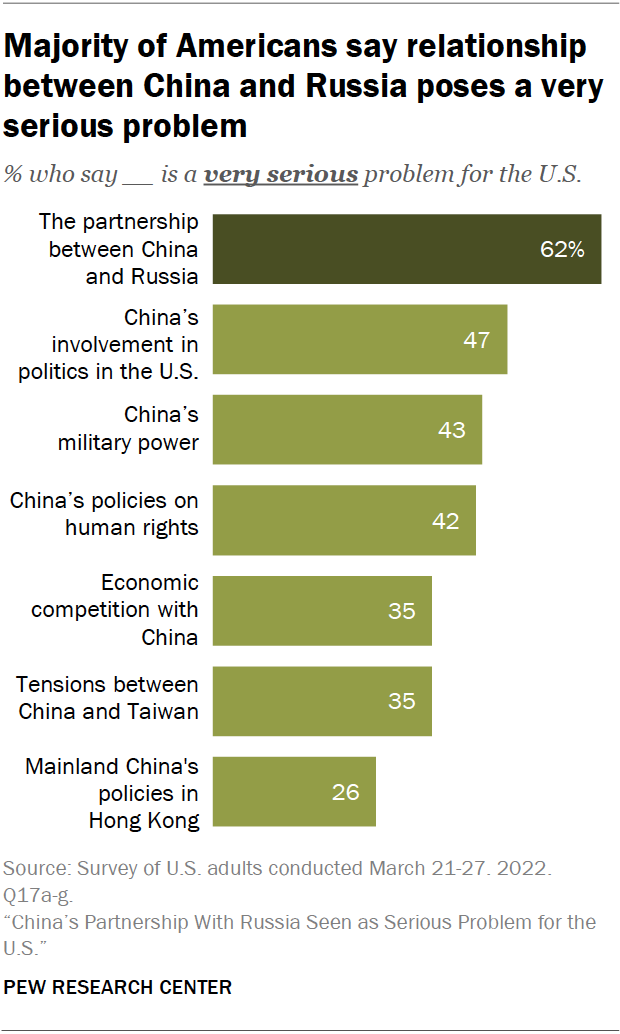 Majority of Americans say relationship
between China and Russia poses a very
serious problem
% who say ___ is a very serious problem for the U.S.
The partnership
between China
and Russia
62%
China’s
involvement in
politics in the U.S.
47
China’s
military power
43
China’s policies on
human rights
42
Economic
competition with
China
35
Tensions between
China and Taiwan
35
Mainland China's
policies in
Hong Kong
26
Source: Survey of U.S. adults conducted March 21-27. 2022.
Q17a-g.
“China’s Partnership With Russia Seen as Serious Problem for the
U.S.”
PEW RESEARCH CENTER